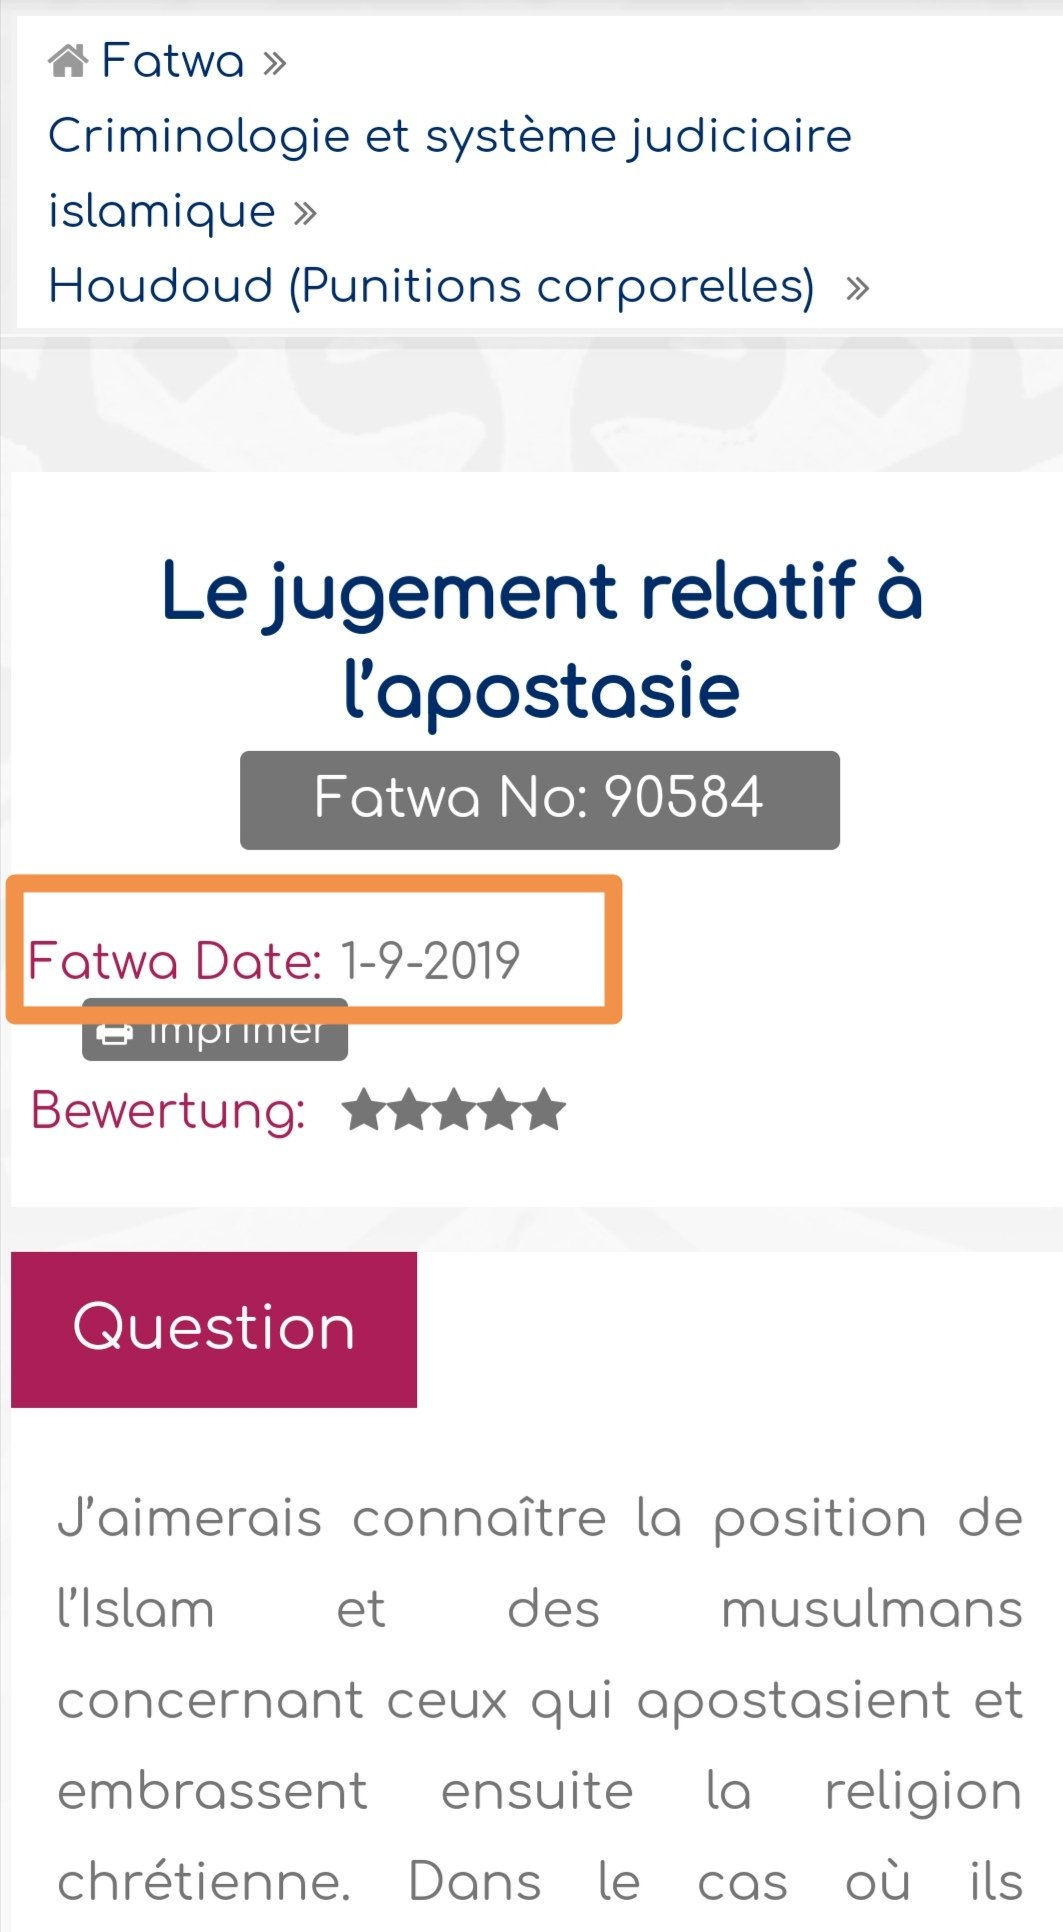 Fatwa »
Criminologie et système judiciaire
islamique »
Houdoud (Punitions corporelles) »
Le jugement relatif à
l’apostasie
Fatwa No: 90584
Fatwa Date: 1-9-2019
Imprimer
Bewertung:
Question
J’aimerais connaître la position de
l’Islam et des musulmans
concernant ceux qui apostasient et
embrassent ensuite la religion
chrétienne. Dans le cas où ils